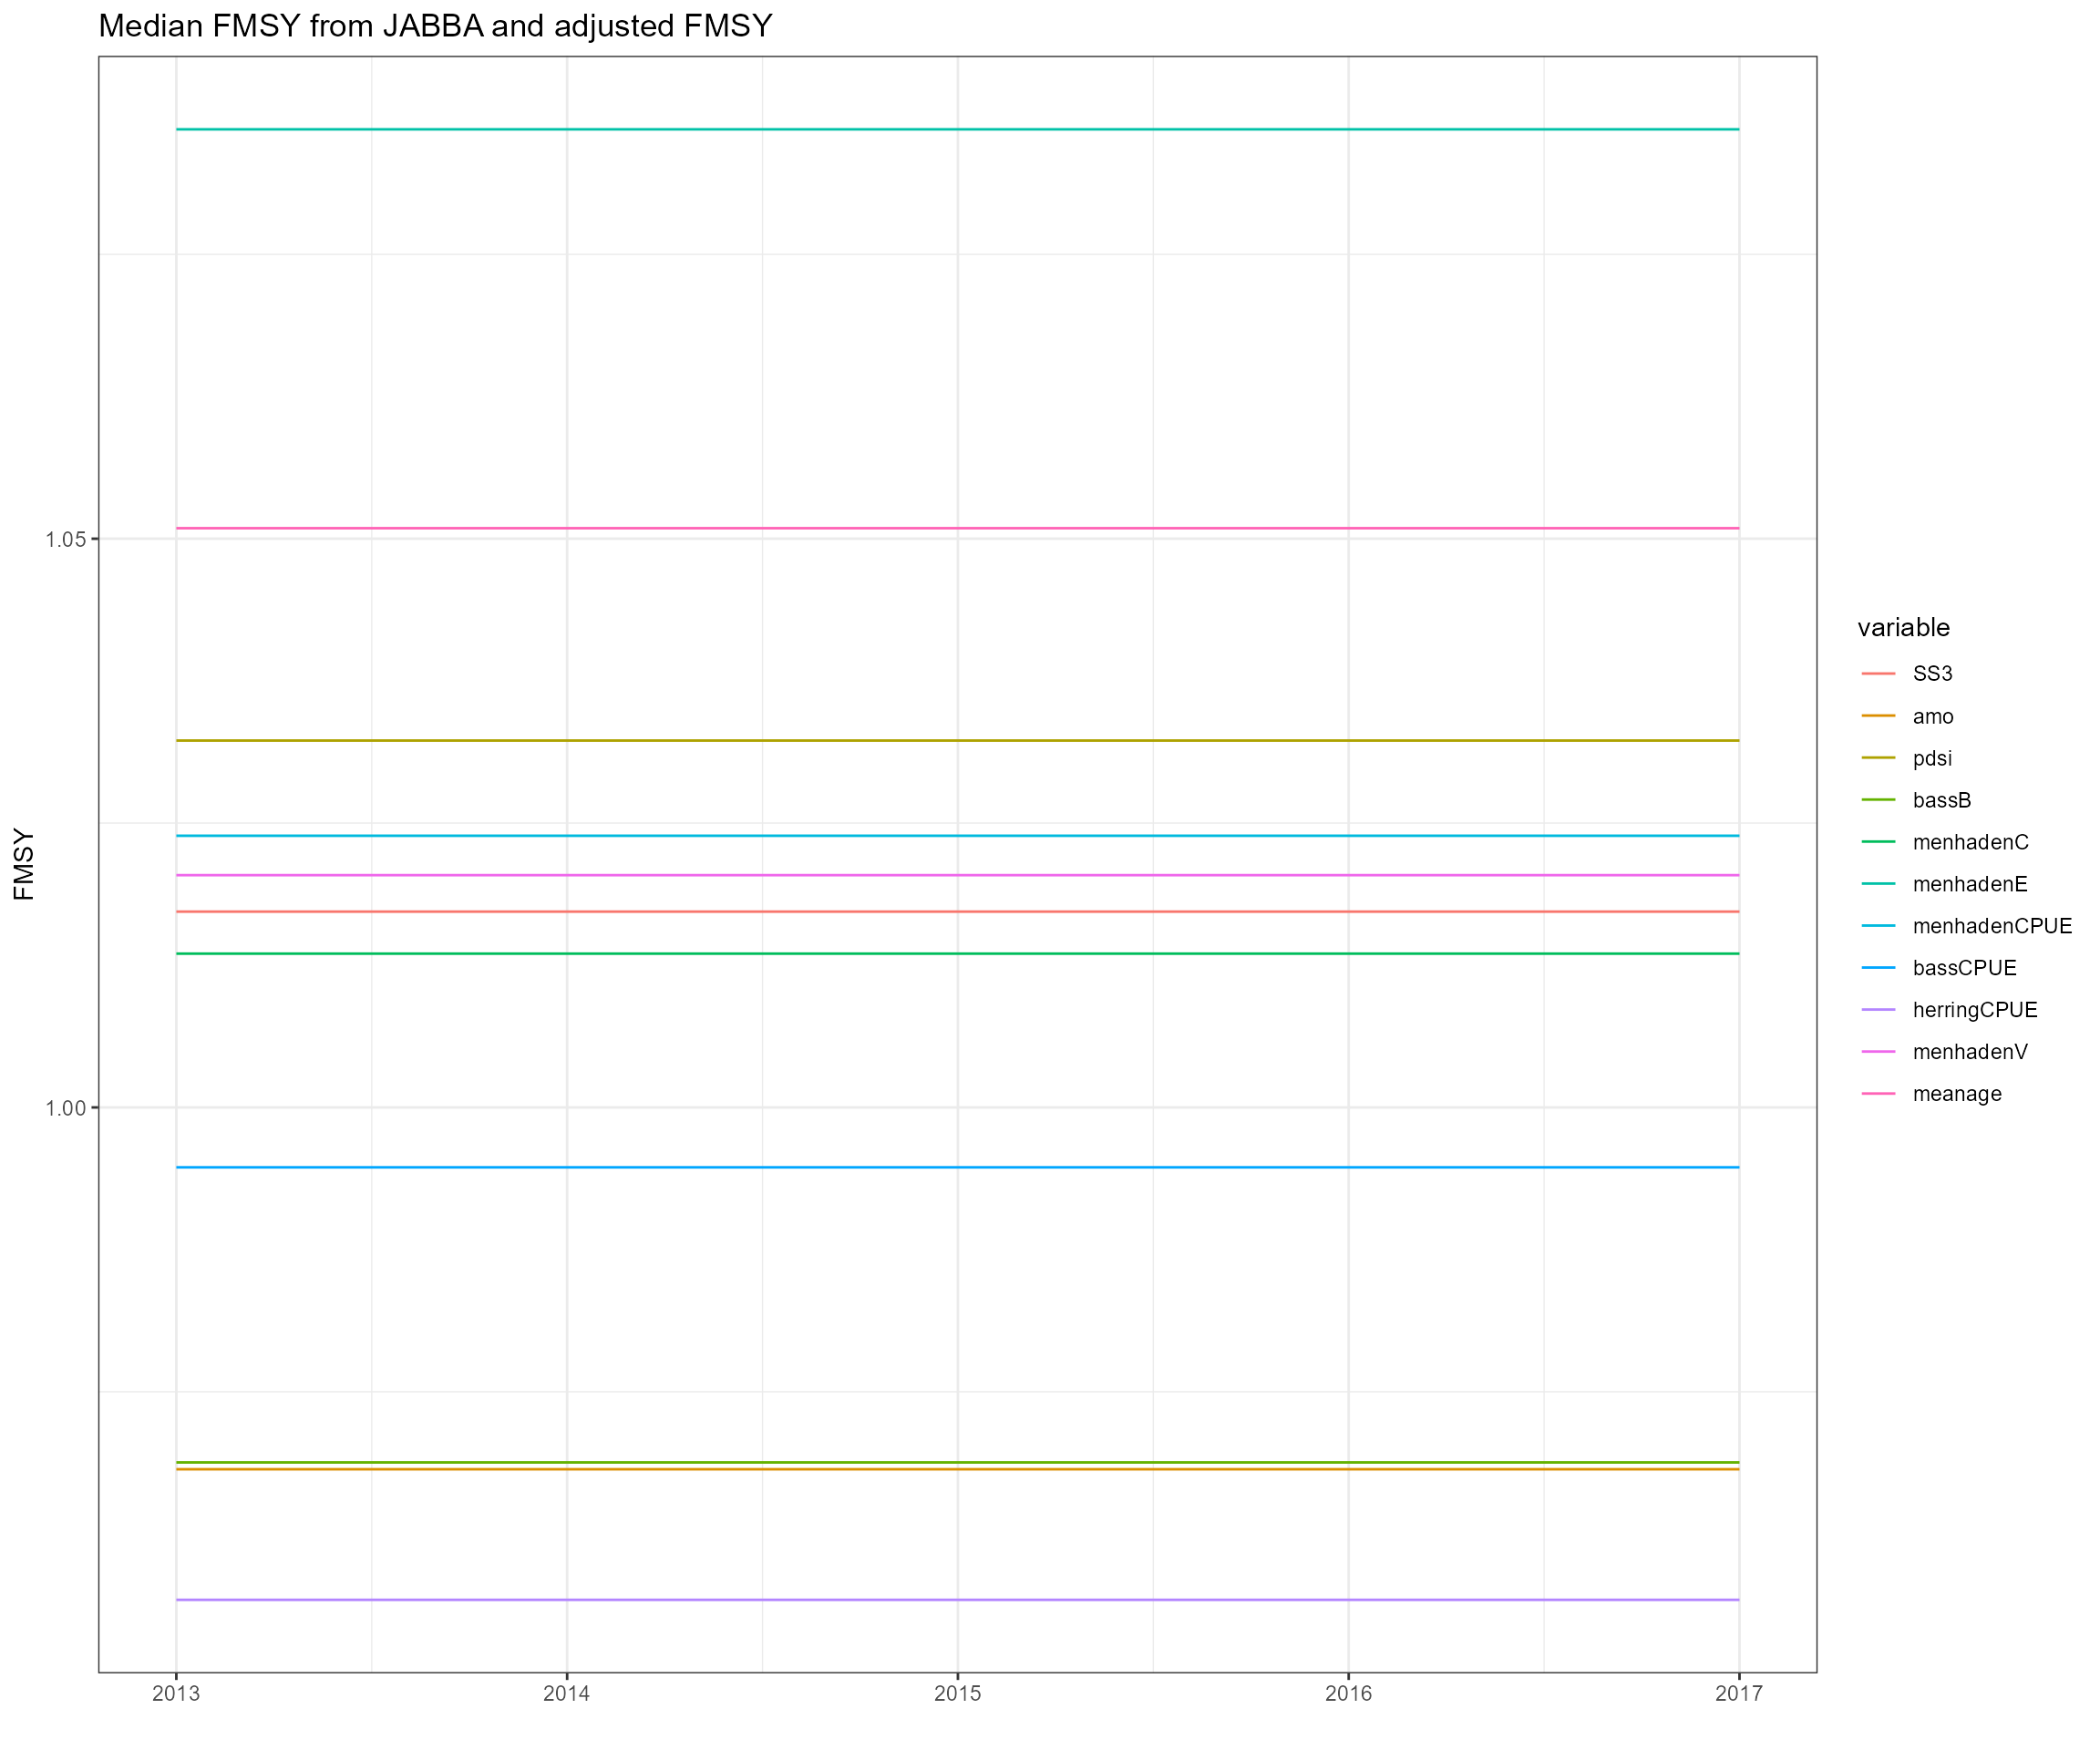 Median FMSY from JABBA and adjusted FMSY
FMSY
1.05
1.00
2013
2014
2015
2016
2017
variable
SS3
amo
pdsi
bassB
menhadenC
menhadenE
menhadenCPUE
bassCPUE
herringCPUE
menhadenV
meanage